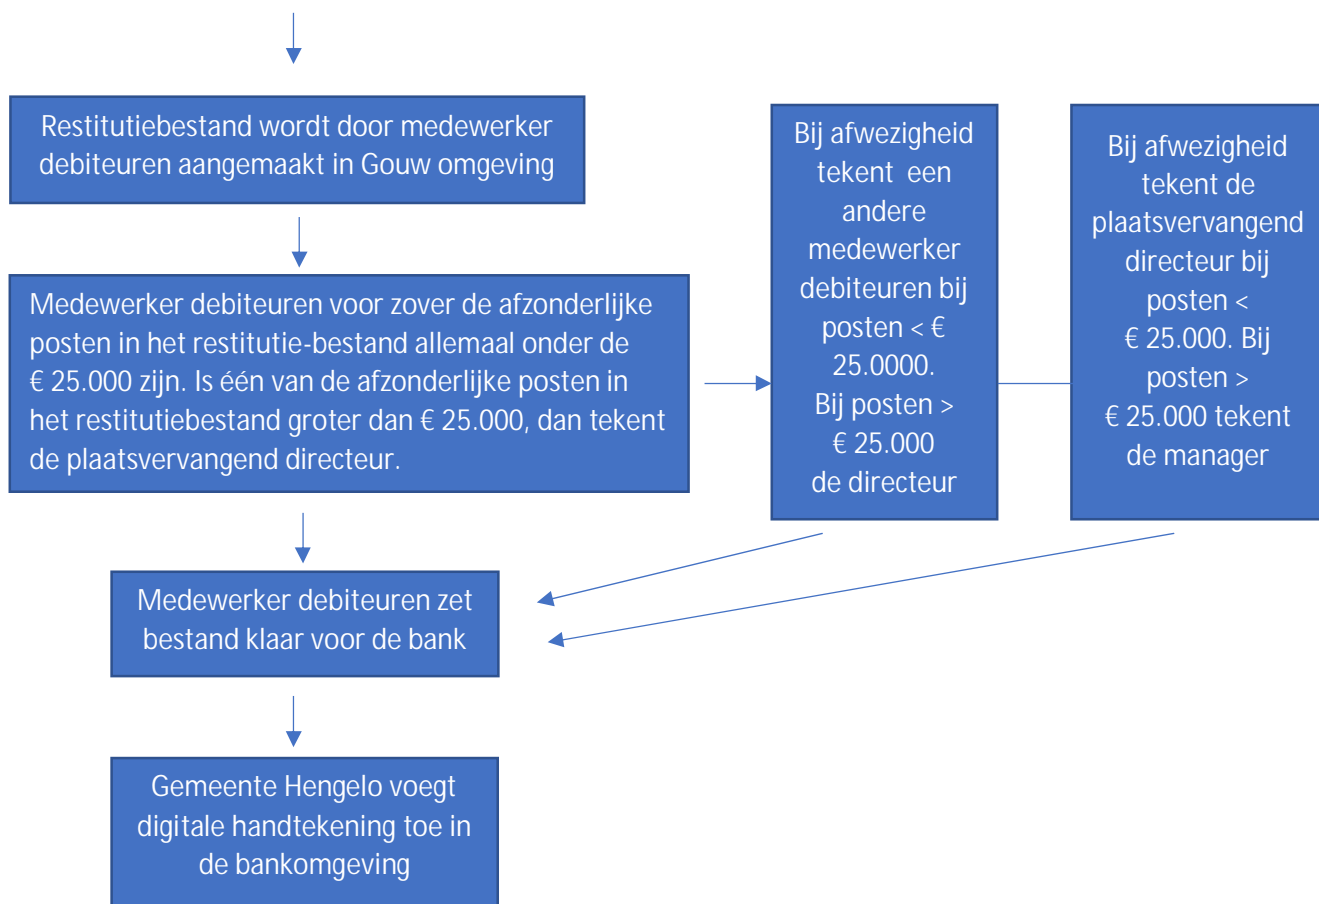 Restitutiebestand wordt door medewerker
debiteuren aangemaakt in Gouw omgeving
Medewerker debiteuren voor zover de afzonderlijke
posten in het restitutie-bestand allemaal onder de
€ 25.000 zijn. Is één van de afzonderlijke posten in
het restitutiebestand groter dan € 25.000, dan tekent
de plaatsvervangend directeur.
Bij afwezigheid
tekent een
andere
medewerker
debiteuren bij
posten < €
25.0000.
Bij posten >
€ 25.000
de directeur
Bij afwezigheid
tekent de
plaatsvervangend
directeur bij
posten <
€ 25.000. Bij
posten >
€ 25.000 tekent
de manager
Medewerker debiteuren zet
bestand klaar voor de bank
Gemeente Hengelo voegt
digitale handtekening toe in
de bankomgeving